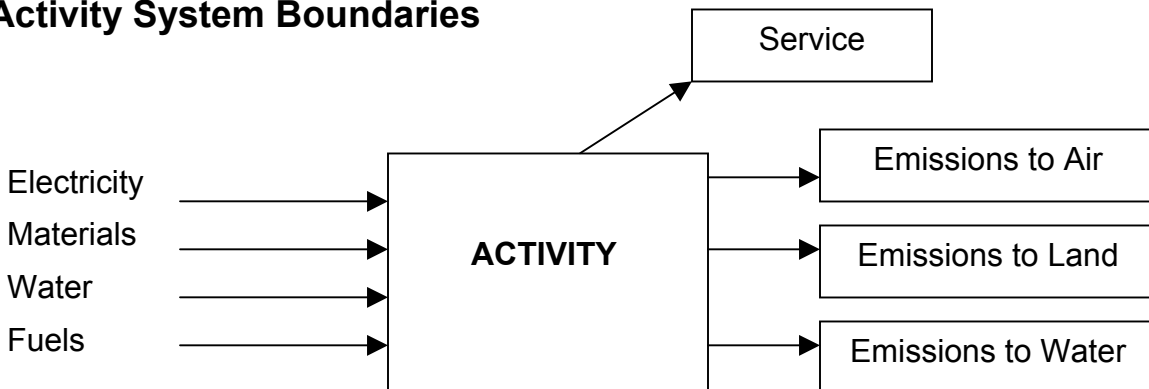 Activity System Boundaries
Service
Electricity
Materials
Water
Fuels
ACTIVITY
Emissions to Air
Emissions to Land
Emissions to Water